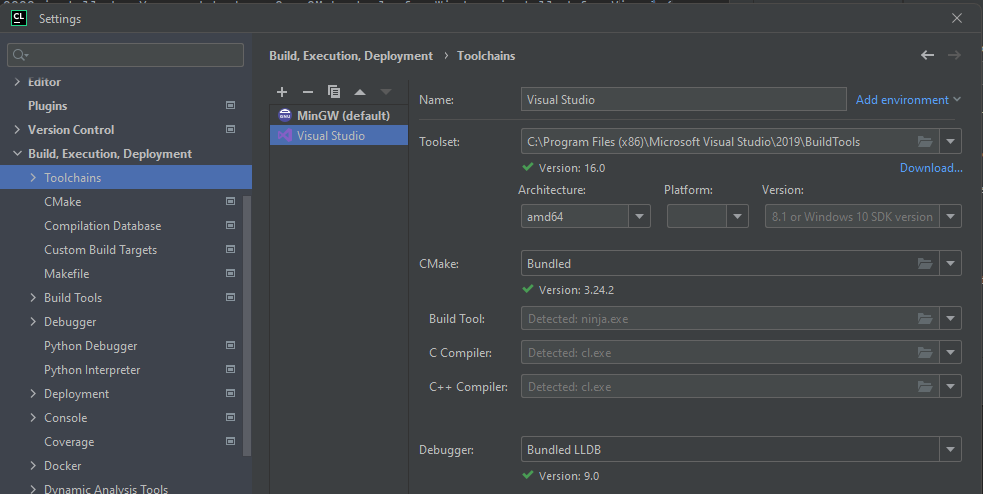 Settings
Build, Execution, Deployment › Toolchains
Editor
Plugins
Version Control
Build, Execution, Deployment
Toolchains
CMake
Compilation Database
Custom Build Targets
Makefile
Build Tools
Debugger
Python Debugger
Python Interpreter
Deployment
Console
Coverage
Docker
Dynamic Analysis Tools
MinGW (default)
Visual Studio
Name: Visual Studio Add environment
Toolset: C:\Program Files (x86)\Microsoft Visual Studio\2019\BuildTools
Version: 16.0 Download...
Architecture: Platform: Version:
amd64 8.1 or Windows 10 SDK version
CMake: Bundled
Version: 3.24.2
Build Tool: Detected: ninja.exe
C Compiler: Detected: cl.exe
C++ Compiler: Detected: cl.exe
Debugger: Bundled LLDB
Version: 9.0